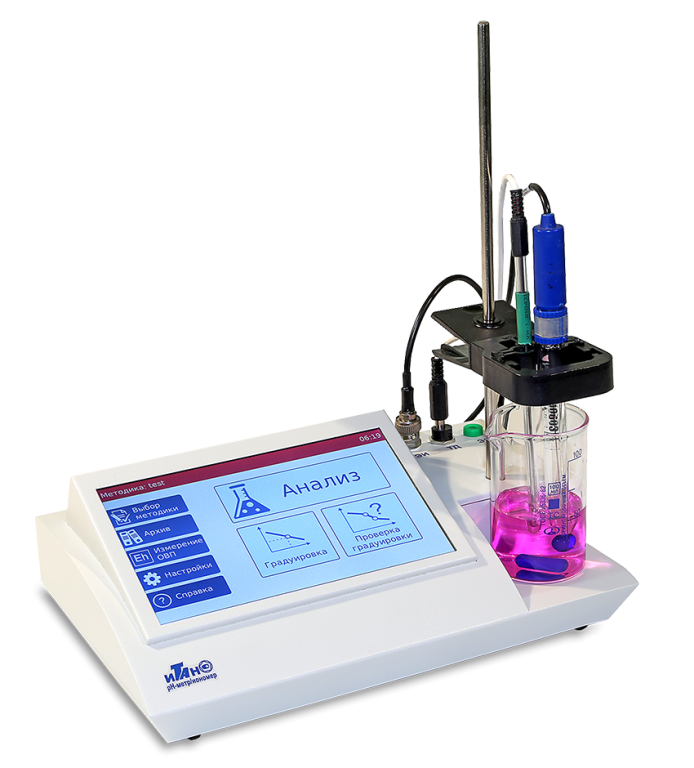 Методика: test
06:19
Выбор
методики
Архив
Eh
Измерение
ОВП
Настройки
?
Справка
Анализ
Градуировка
?
Проверка
градуировки
иТАН
pH-метр/иономер
ТД
100